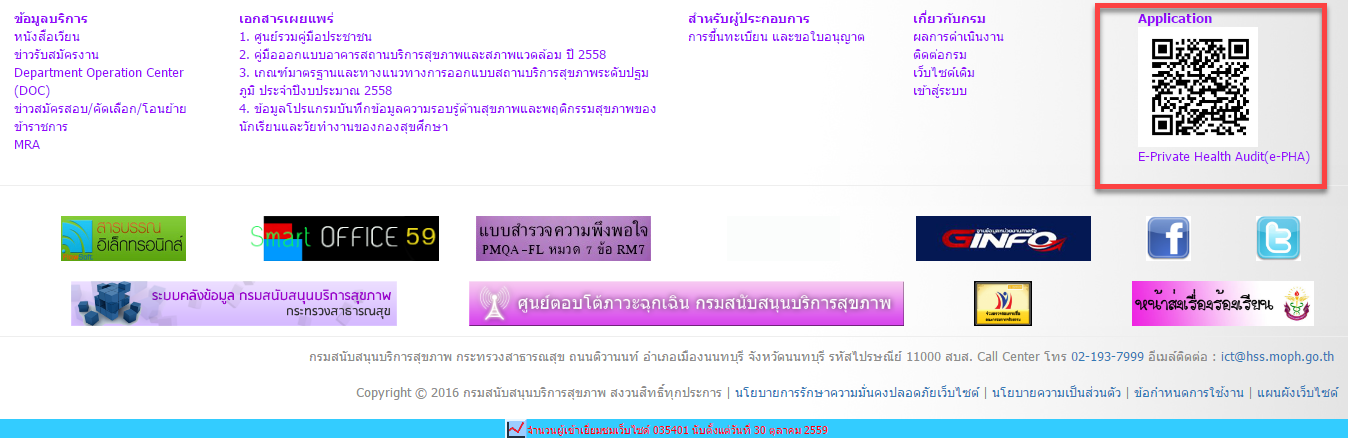 ข้อมูลบริการ
หนังสือเวียน
ข่าวรับสมัครงาน
Department Operation Center
(DOC)
ข่าวสมัครสอบ/คัดเลือก/โอนย้าย
ข้าราชการ
MRA
เอกสารเผยแพร่
1. ศูนย์รวมคู่มือประชาชน
2. คู่มือออกแบบอาคารสถานบริการสุขภาพและสภาพแวดล้อม ปี 2558
3. เกณฑ์มาตรฐานและทางแนวทางการออกแบบสถานบริการสุขภาพระดับปฐม
ภูมิ ประจำปีงบประมาณ 2558
4. ข้อมูลโปรแกรมบันทึกข้อมูลความรอบรู้ด้านสุขภาพและพฤติกรรมสุขภาพของ
นักเรียนและวัยทำงานของกองสุขศึกษา
สำหรับผู้ประกอบการ
การขึ้นทะเบียน และขอใบอนุญาต
เกี่ยวกับกรม
ผลการดำเนินงาน
ติดต่อกรม
เว็บไซต์เดิม
เข้าสู่ระบบ
Application
E-Private Health Audit(e-PHA)
สารบรรณ
อิเล็กทรอนิกส์
Smart OFFICE 59
แบบสำรวจความพึงพอใจ
PMQA-FL หมวด 7 ข้อ RM7
GINFO
ระบบคลังข้อมูล กรมสนับสนุนบริการสุขภาพ
กระทรวงสาธารณสุข
ศูนย์ตอบโต้ภาวะฉุกเฉิน กรมสนับสนุนบริการสุขภาพ
หน้าส่งเรื่องร้องเรียน
กรมสนับสนุนบริการสุขภาพ กระทรวงสาธารณสุข ถนนติวานนท์ อำเภอเมืองนนทบุรี จังหวัดนนทบุรี รหัสไปรษณีย์ 11000 สบส. Call Center โทร 02-193-7999 อีเมล์ติดต่อ : ict@hss.moph.go.th
Copyright © 2016 กรมสนับสนุนบริการสุขภาพ สงวนสิทธิ์ทุกประการ | นโยบายการรักษาความมั่นคงปลอดภัยเว็บไซต์ | นโยบายความเป็นส่วนตัว | ข้อกำหนดการใช้งาน | แผนผังเว็บไซต์
จำนวนผู้เข้าเยี่ยมชมเว็บไซต์ 035401 นับตั้งแต่วันที่ 30 ตุลาคม 2559